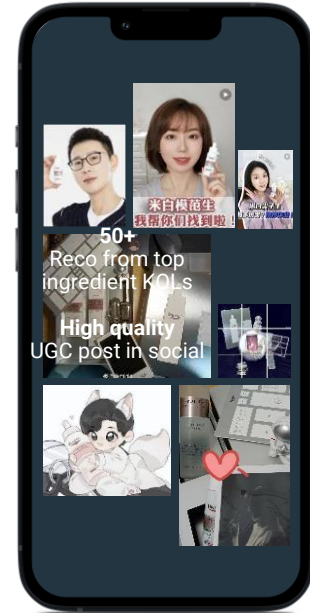 米白模范生
我帮你们找到啦！
50+
Reco from top
ingredient KOLs
High quality
UGC post in social